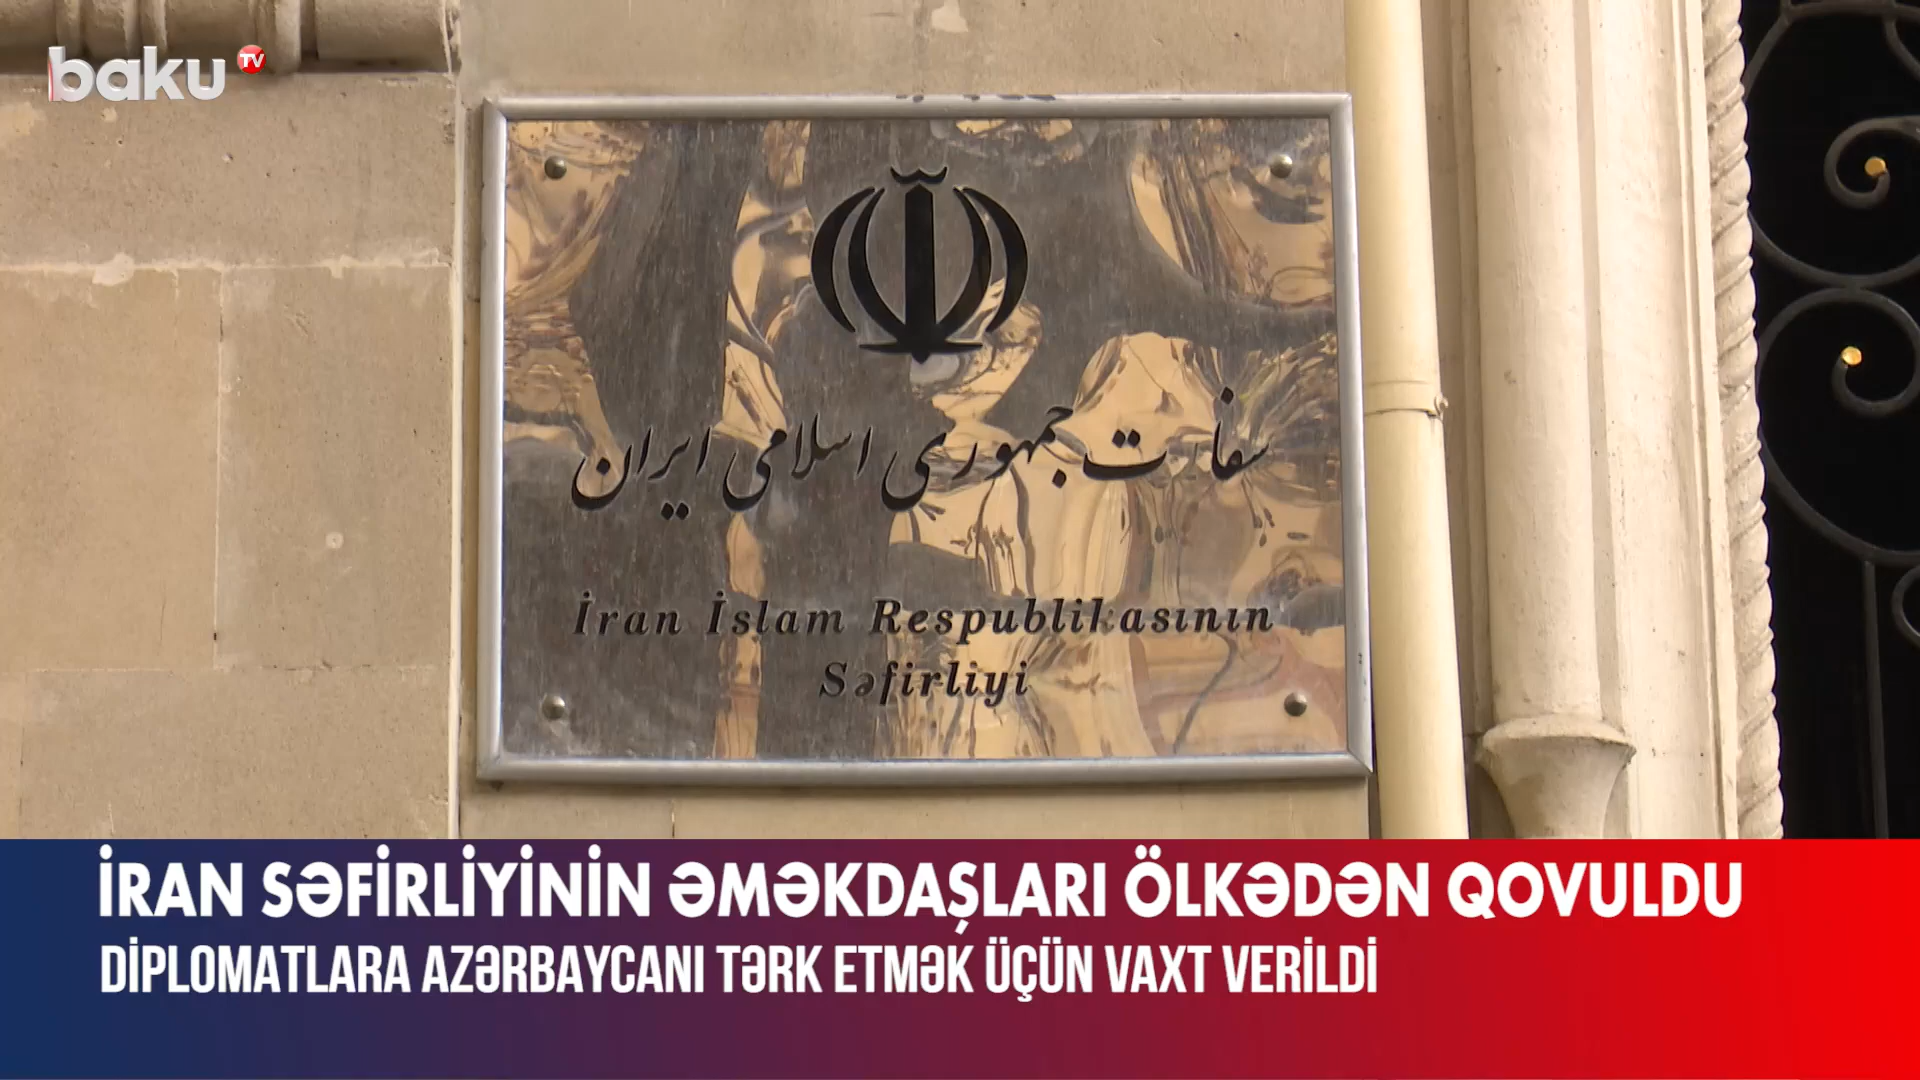 baku TV
سفارت جمهوری اسلامی ایران
İran İslam Respublikasının
Səfirliyi
İRAN SƏFİRLİYİNİN ƏMƏKDAŞLARI ÖLKƏDƏN QOVULDU
DİPLOMATLARA AZƏRBAYCANI TƏRK ETMƏK ÜÇÜN VAXT VERİLDİ